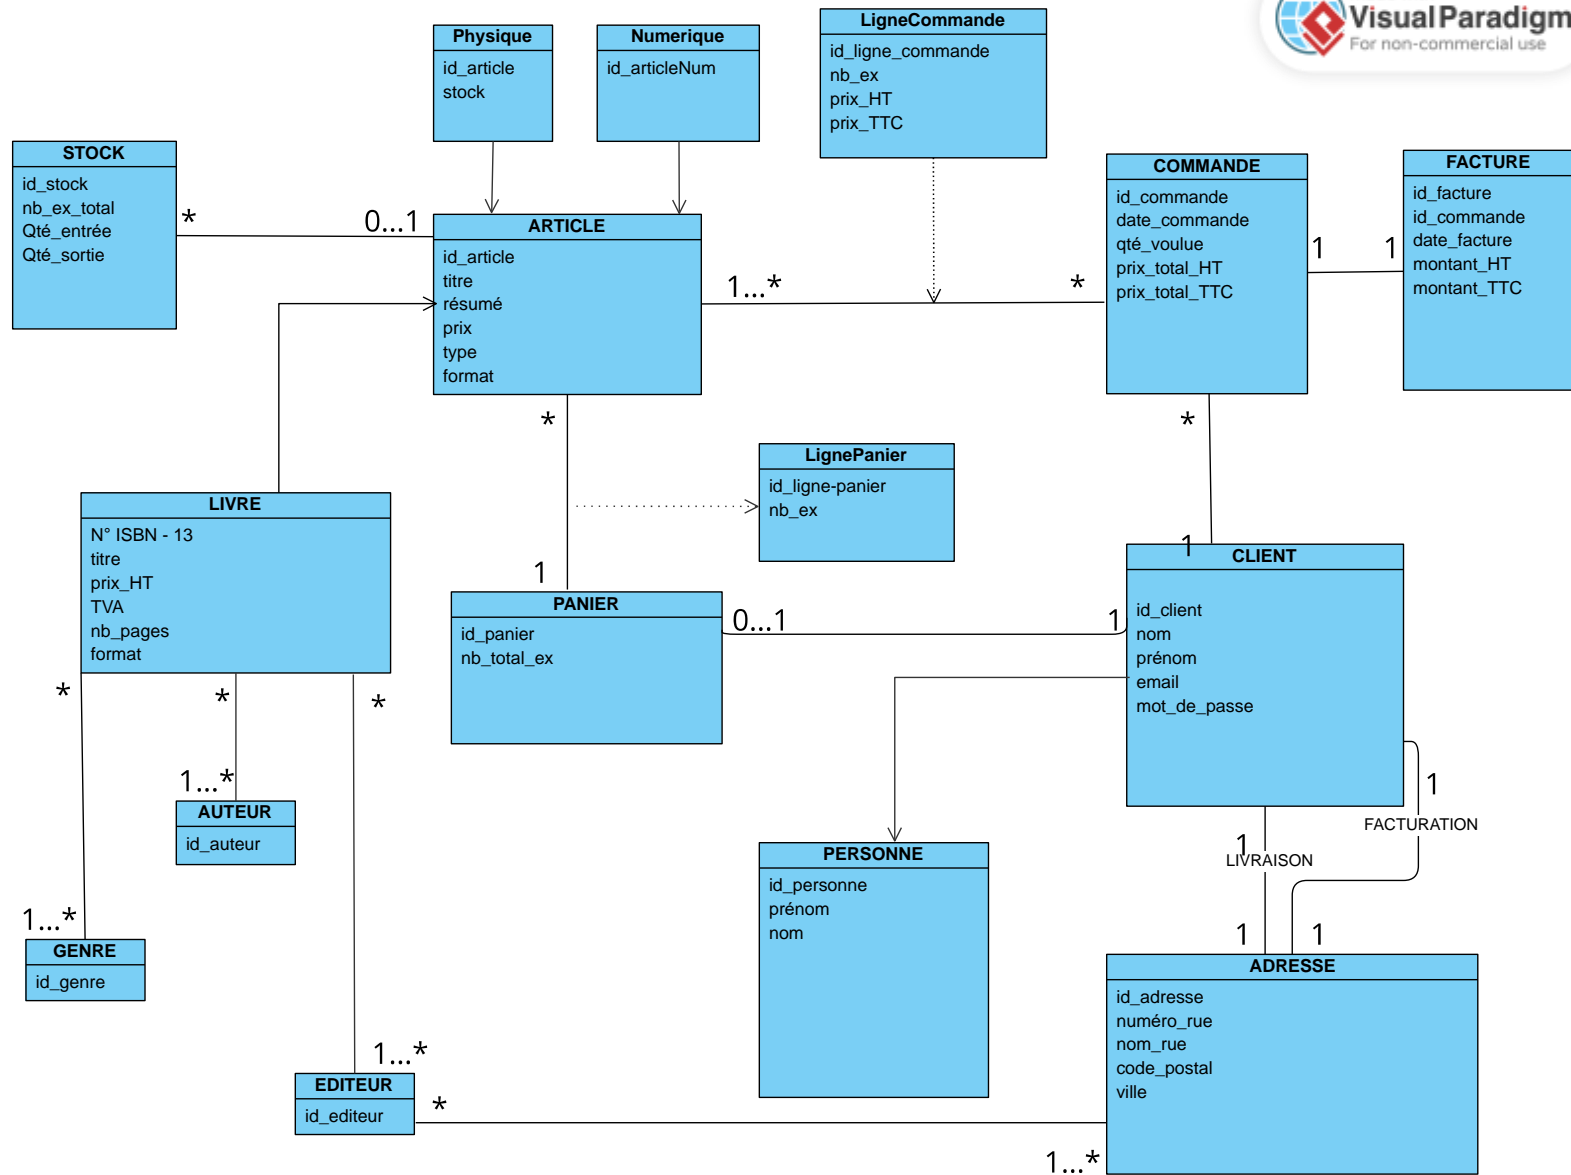 VisualParadigm
For non-commercial use
Physique
id_article
stock
Numerique
id_articleNum
LigneCommande
id_ligne_commande
nb_ex
prix_HT
prix_TTC
STOCK
id_stock
nb_ex_total
Qté_entrée
Qté_sortie
*
0...1
ARTICLE
id_article
titre
résumé
prix
type
format
1...*
*
COMMANDE
id_commande
date_commande
qté_voulue
prix_total_HT
prix_total_TTC
1
1
FACTURE
id_facture
id_commande
date_facture
montant_HT
montant_TTC
*
*
LignePanier
id_ligne-panier
nb_ex
LIVRE
N° ISBN - 13
titre
prix_HT
TVA
nb_pages
format
1
PANIER
id_panier
nb_total_ex
0...1
1
1
CLIENT
id_client
nom
prénom
email
mot_de_passe
*
*
*
1...*
AUTEUR
id_auteur
1
FACTURATION
1
LIVRAISON
PERSONNE
id_personne
prénom
nom
1...*
GENRE
id_genre
1
1
ADRESSE
id_adresse
numéro_rue
nom_rue
code_postal
ville
1...*
EDITEUR
id_editeur
*
1...*